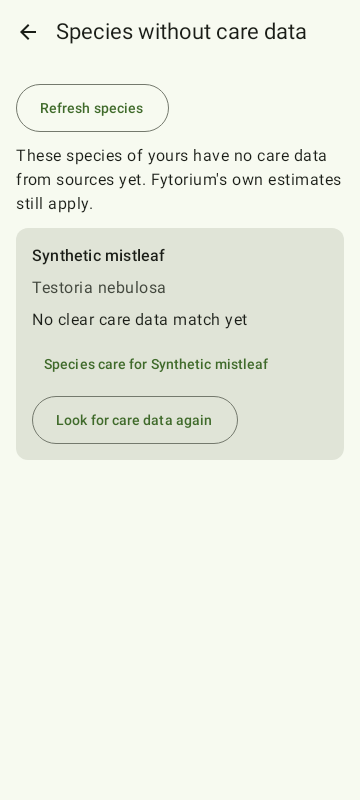 Species without care data
Refresh species
These species of yours have no care data
from sources yet. Fytorium's own estimates
still apply.
Synthetic mistleaf
Testoria nebulosa
No clear care data match yet
Species care for Synthetic mistleaf
Look for care data again